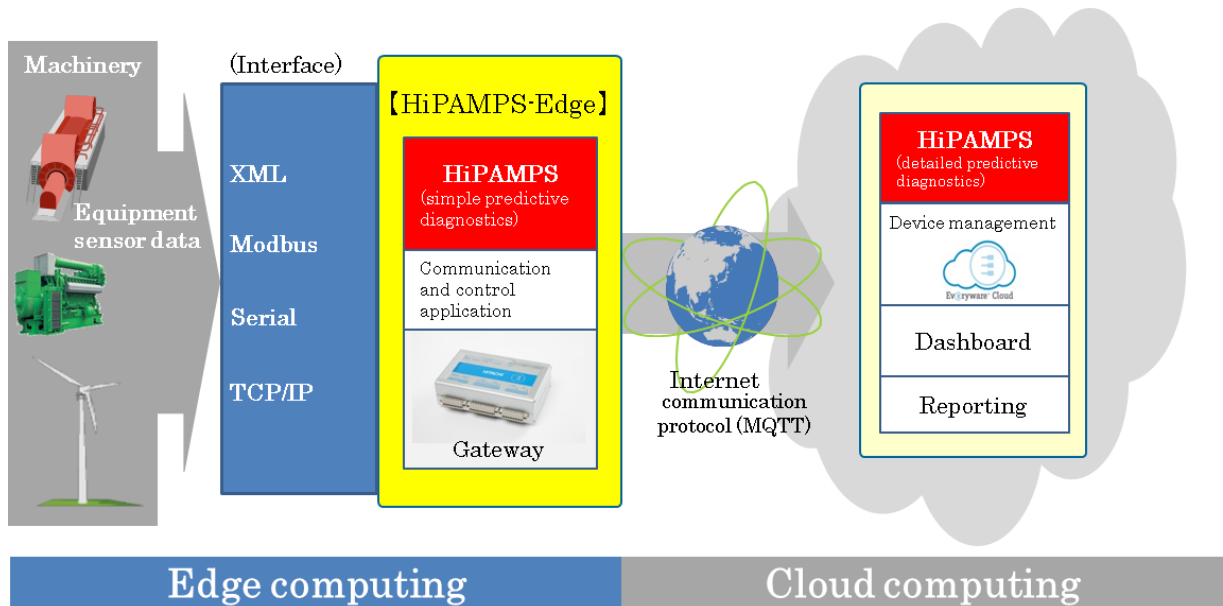 Machinery
Equipment
sensor data
(Interface)
XML
Modbus
Serial
TCP/IP
【HiPAMPS-Edge】
HiPAMPS
(simple predictive
diagnostics)
Communication
and control
application
HITACHI
Gateway
Internet
communication
protocol (MQTT)
HiPAMPS
(detailed predictive
diagnostics)
Device management
Everyware Cloud
Dashboard
Reporting
Edge computing
Cloud computing